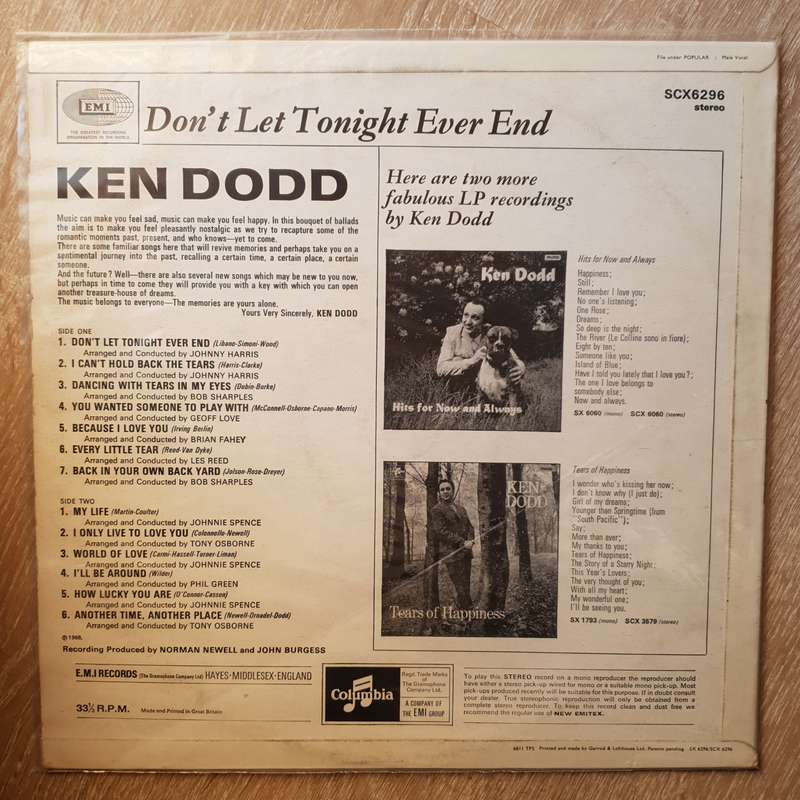 File under POPULAR : Male Vocal
EMI
THE GREATEST RECORDING
ORGANISATION IN THE WORLD
SCX6296
stereo
Don't Let Tonight Ever End
KEN DODD
Music can make you feel sad, music can make you feel happy. In this bouquet of ballads
the aim is to make you feel pleasantly nostalgic as we try to recapture some of the
romantic moments past, present, and who knows—yet to come.
There are some familiar songs here that will revive memories and perhaps take you on a
sentimental journey into the past, recalling a certain time, a certain place, a certain
someone.
And the future? Well—there are also several new songs which may be new to you now,
but perhaps in time to come they will provide you with a key with which you can open
another treasure-house of dreams.
The music belongs to everyone—The memories are yours alone.
Yours Very Sincerely, KEN DODD
SIDE ONE
1. DON'T LET TONIGHT EVER END (Libano-Simoni-Wood)
Arranged and Conducted by JOHNNY HARRIS
2. I CAN'T HOLD BACK THE TEARS (Harris-Clarke)
Arranged and Conducted by JOHNNY HARRIS
3. DANCING WITH TEARS IN MY EYES (Dubin-Burke)
Arranged and Conducted by BOB SHARPLES
4. YOU WANTED SOMEONE TO PLAY WITH (McConnell-Osborne-Capano-Morris)
Arranged and Conducted by GEOFF LOVE
5. BECAUSE I LOVE YOU (Irving Berlin)
Arranged and Conducted by BRIAN FAHEY
6. EVERY LITTLE TEAR (Reed-Van Dyke)
Arranged and Conducted by LES REED
7. BACK IN YOUR OWN BACK YARD (Jolson-Rose-Dreyer)
Arranged and Conducted by BOB SHARPLES
SIDE TWO
1. MY LIFE (Martin-Coulter)
Arranged and Conducted by JOHNNIE SPENCE
2. I ONLY LIVE TO LOVE YOU (Colonnello-Newell)
Arranged and Conducted by TONY OSBORNE
3. WORLD OF LOVE (Carmi-Hassell-Turner-Liman)
Arranged and Conducted by JOHNNIE SPENCE
4. I'LL BE AROUND (Wilder)
Arranged and Conducted by PHIL GREEN
5. HOW LUCKY YOU ARE (O'Connor-Cassen)
Arranged and Conducted by JOHNNIE SPENCE
6. ANOTHER TIME, ANOTHER PLACE (Newell-Ornadel-Dodd)
Arranged and Conducted by TONY OSBORNE
℗1968.
Recording Produced by NORMAN NEWELL and JOHN BURGESS
Here are two more
fabulous LP recordings
by Ken Dodd
Ken Dodd
Hits for Now and Always
Hits for Now and Always
Happiness;
Still;
Remember I love you;
No one's listening;
One Rose;
Dreams;
So deep is the night;
The River (Le Colline sono in fiore);
Eight by ten;
Someone like you;
Island of Blue;
Have I told you lately that I love you?;
The one I love belongs to
somebody else;
Now and always.
SX 6060 (mono) SCX 6060 (stereo)
KEN
DODD
Tears of Happiness
Tears of Happiness
I wonder who's kissing her now;
I don't know why (I just do);
Girl of my dreams;
Younger than Springtime (from
"South Pacific");
Say;
More than ever;
My thanks to you;
Tears of Happiness;
The Story of a Starry Night;
This Year's Lovers;
The very thought of you;
With all my heart;
My wonderful one;
I'll be seeing you.
SX 1793 (mono) SCX 3579 (stereo)
E.M.I RECORDS (The Gramophone Company Ltd) HAYES·MIDDLESEX·ENGLAND
33⅓ R.P.M. Made and Printed in Great Britain
Columbia
Regd. Trade Marks
of The Gramophone
Company Ltd.
A COMPANY OF
THE EMI GROUP
To play this STEREO record on a mono reproducer the reproducer should
have either a stereo pick-up wired for mono or a suitable mono pick-up. Most
pick-ups produced recently will be suitable for this purpose. If in doubt consult
your dealer. True stereophonic reproduction will only be obtained from a
complete stereo reproducer. To keep this record clean and dust free we
recommend the regular use of NEW EMITEX.
6811 TPS Printed and made by Garrod & Lofthouse Ltd. Patents pending SX 6296/SCX 6296